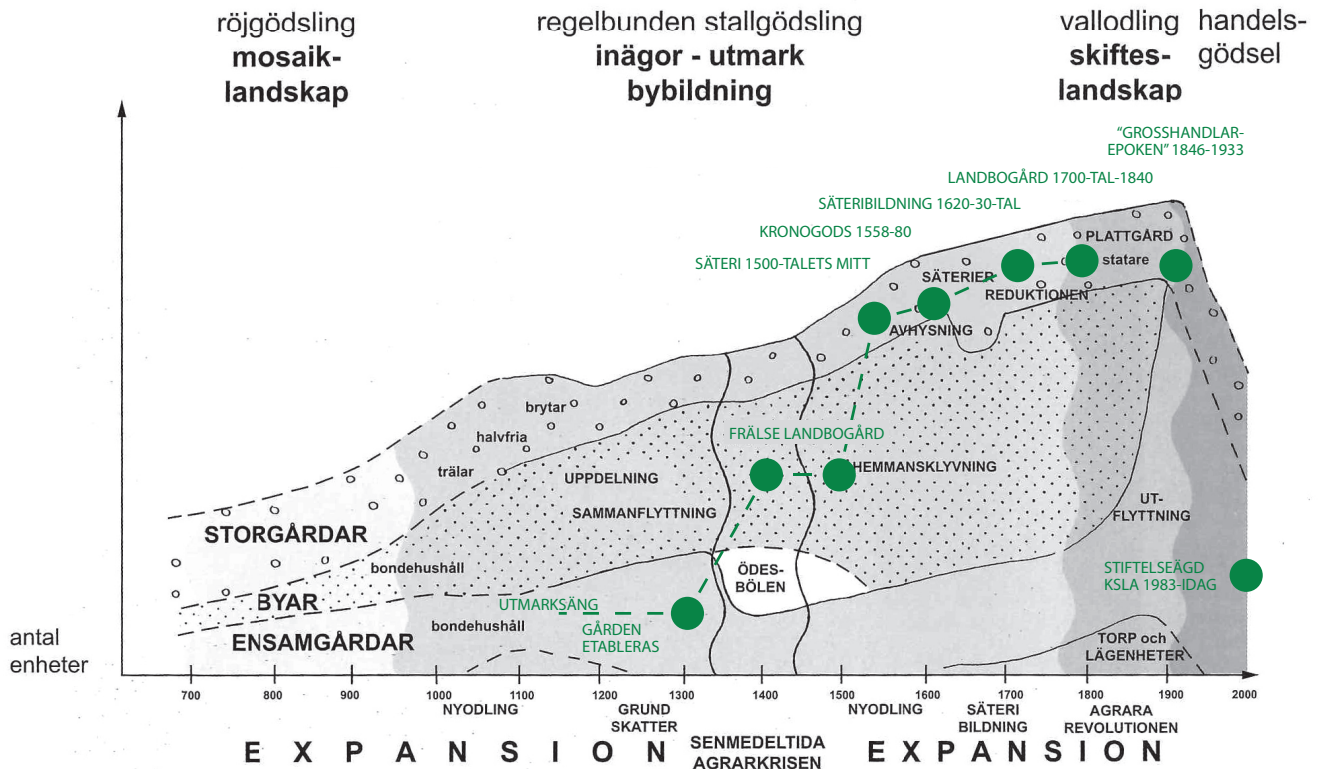 röjgödsling
mosaik-
landskap
regelbunden stallgödsling
inägor - utmark
bybildning
vallodling
skiftes-
landskap
handels-
gödsel
"GROSSHANDLAR-
EPOKEN" 1846-1933
LANDBOGÅRD 1700-TAL-1840
SÄTERIBILDNING 1620-30-TAL
KRONOGODS 1558-80
SÄTERI 1500-TALETS MITT
PLATTGÅRD
statare
SÄTERIER
REDUKTIONEN
AVHYSNING
brytar
halvfria
trälar
FRÄLSE LANDBOGÅRD
HEMMANSKLYVNING
UPPDELNING
SAMMANFLYTTNING
UT-
FLYTTNING
STORGÅRDAR
bondehushåll
ÖDES-
BÖLEN
STIFTELSEÄGD
KSLA 1983-IDAG
BYAR
UTMARKSÄNG
ENSAMGÅRDAR
bondehushåll
GÅRDEN
ETABLERAS
TORP och
LÄGENHETER
antal
enheter
700 800 900 1000 1100 1200 1300 1400 1500 1600 1700 1800 1900 2000
NYODLING
GRUND
SKATTER
NYODLING
SÄTERI
BILDNING
AGRARA
REVOLUTIONEN
EXPANSION
SENMEDELTIDA
AGRARKRISEN
EXPANSION